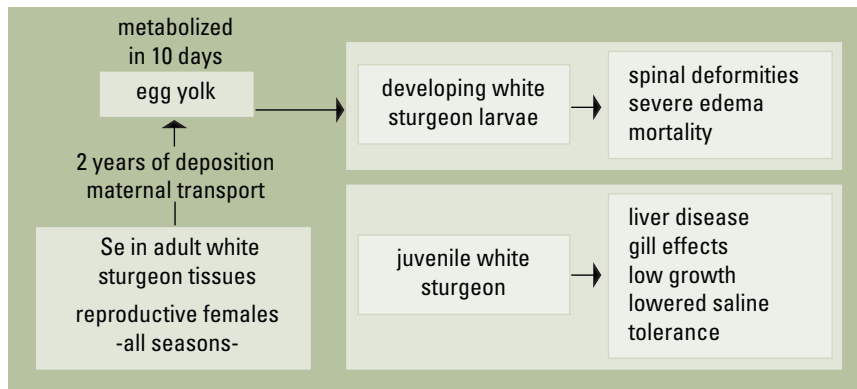 metabolized
in 10 days
egg yolk
2 years of deposition
maternal transport
Se in adult white
sturgeon tissues
reproductive females
-all seasons-
developing white
sturgeon larvae
spinal deformities
severe edema
mortality
juvenile white
sturgeon
liver disease
gill effects
low growth
lowered saline
tolerance